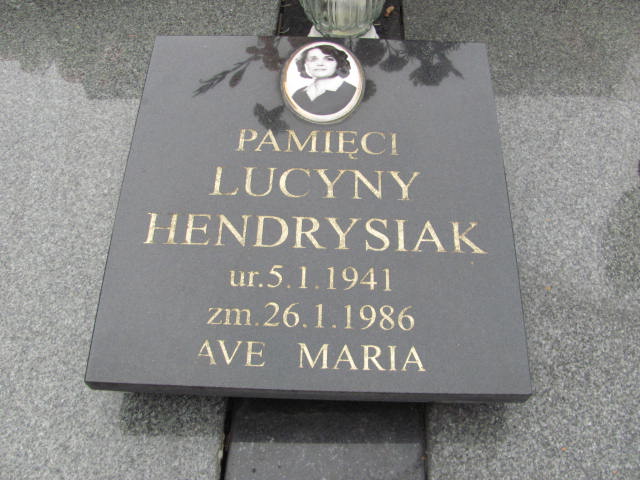 PAMIĘCI
LUCYNY
HENDRYSIAK
ur.5.1.1941
zm.26.1.1986
AVE MARIA